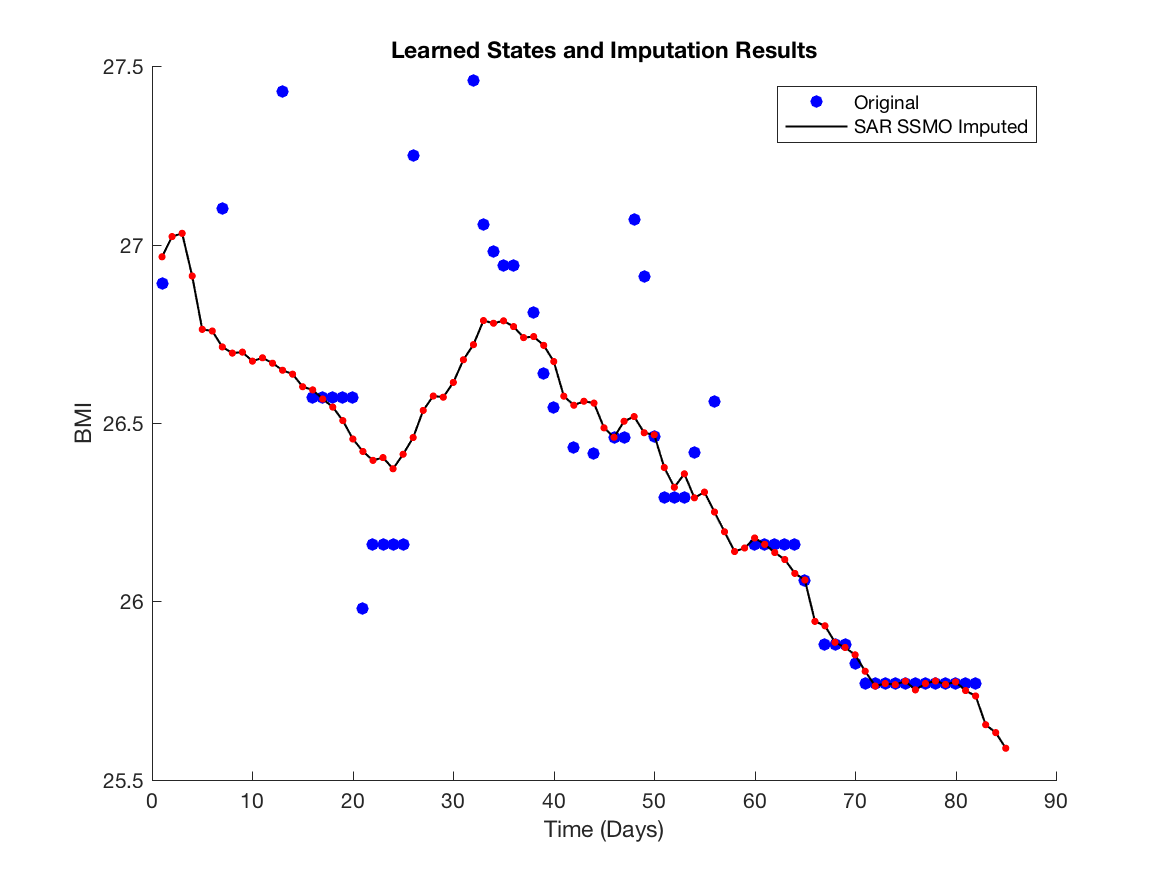 Learned States and Imputation Results
Original
SAR SSMO Imputed
27.5
27
26.5
26
25.5
BMI
0 10 20 30 40 50 60 70 80 90
Time (Days)